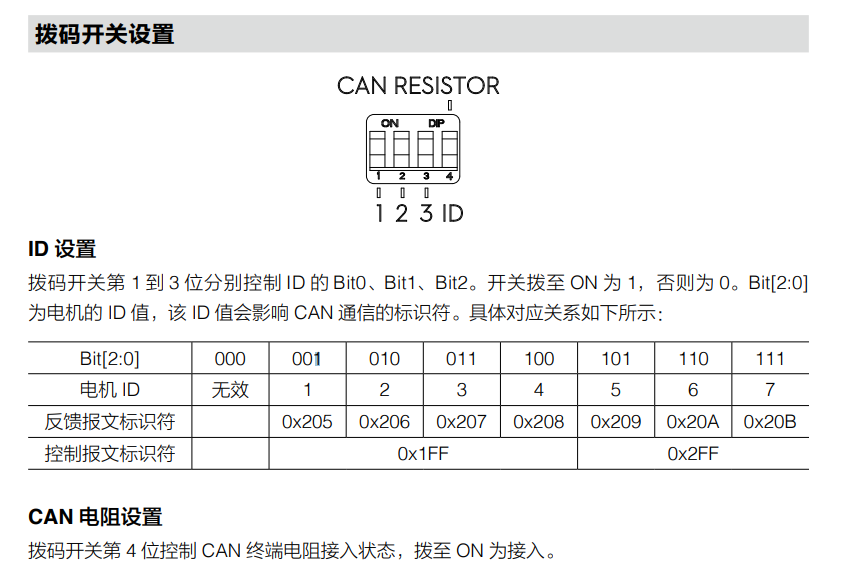 拨码开关设置
CAN RESISTOR
ON DIP
1 2 3 4
1 2 3 ID
ID 设置
拨码开关第 1 到 3 位分别控制 ID 的 Bit0、Bit1、Bit2。开关拨至 ON 为 1，否则为 0。Bit[2:0]
为电机的 ID 值，该 ID 值会影响 CAN 通信的标识符。具体对应关系如下所示：
Bit[2:0] 000 001 010 011 100 101 110 111
电机 ID 无效 1 2 3 4 5 6 7
反馈报文标识符 0x205 0x206 0x207 0x208 0x209 0x20A 0x20B
控制报文标识符 0x1FF 0x2FF
CAN 电阻设置
拨码开关第 4 位控制 CAN 终端电阻接入状态，拨至 ON 为接入。